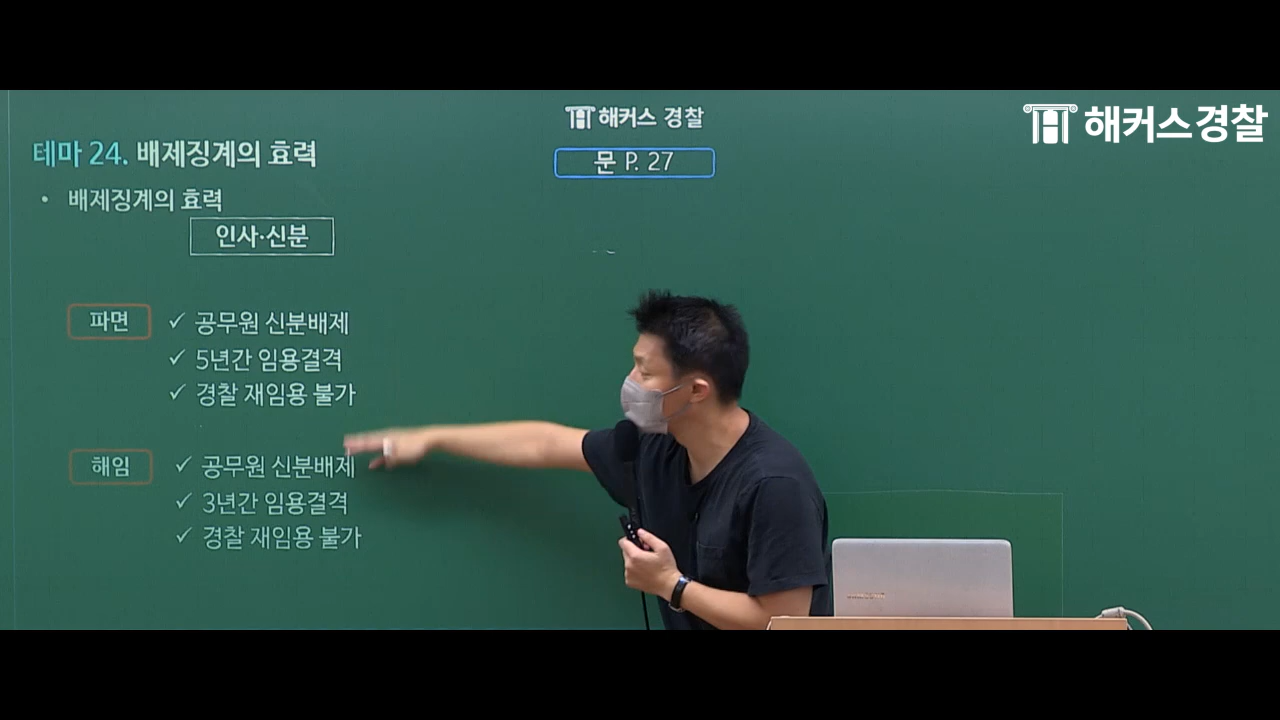 해커스 경찰
해커스경찰
테마 24. 배제징계의 효력
문 P. 27
• 배제징계의 효력
인사·신분
파면
✓ 공무원 신분배제
✓ 5년간 임용결격
✓ 경찰 재임용 불가
해임
✓ 공무원 신분배제
✓ 3년간 임용결격
✓ 경찰 재임용 불가